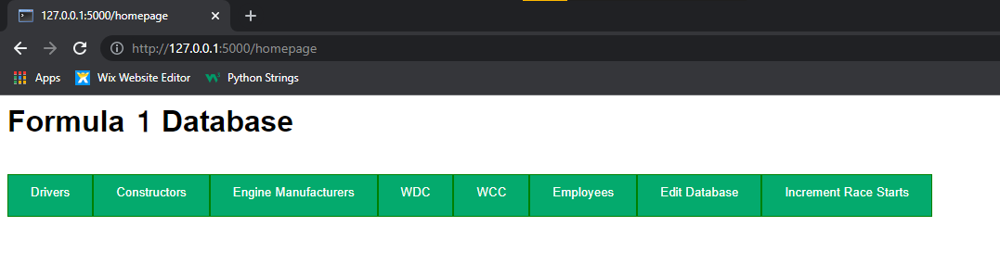 127.0.0.1:5000/homepage
http://127.0.0.1:5000/homepage
Apps Wix Website Editor Python Strings
Formula 1 Database
Drivers Constructors Engine Manufacturers WDC WCC Employees Edit Database Increment Race Starts